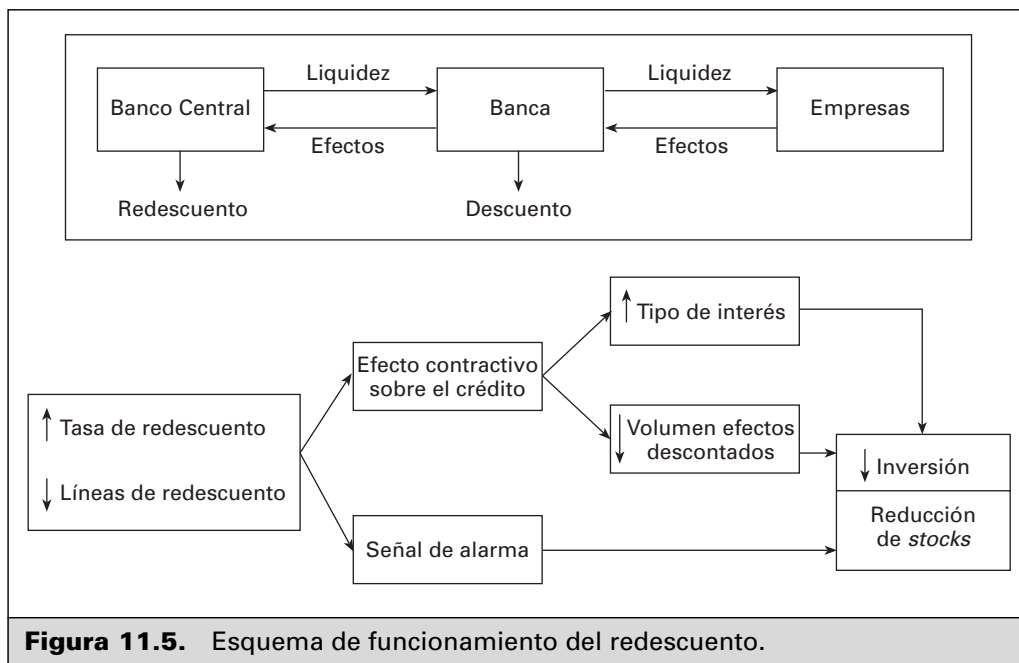 Liquidez
Liquidez
Banco Central
Banca
Empresas
Efectos
Efectos
Redescuento
Descuento
↑ Tipo de interés
Efecto contractivo
sobre el crédito
↑ Tasa de redescuento
↓ Líneas de redescuento
↓ Volumen efectos
descontados
↓ Inversión
Reducción
de stocks
Señal de alarma
Figura 11.5. Esquema de funcionamiento del redescuento.